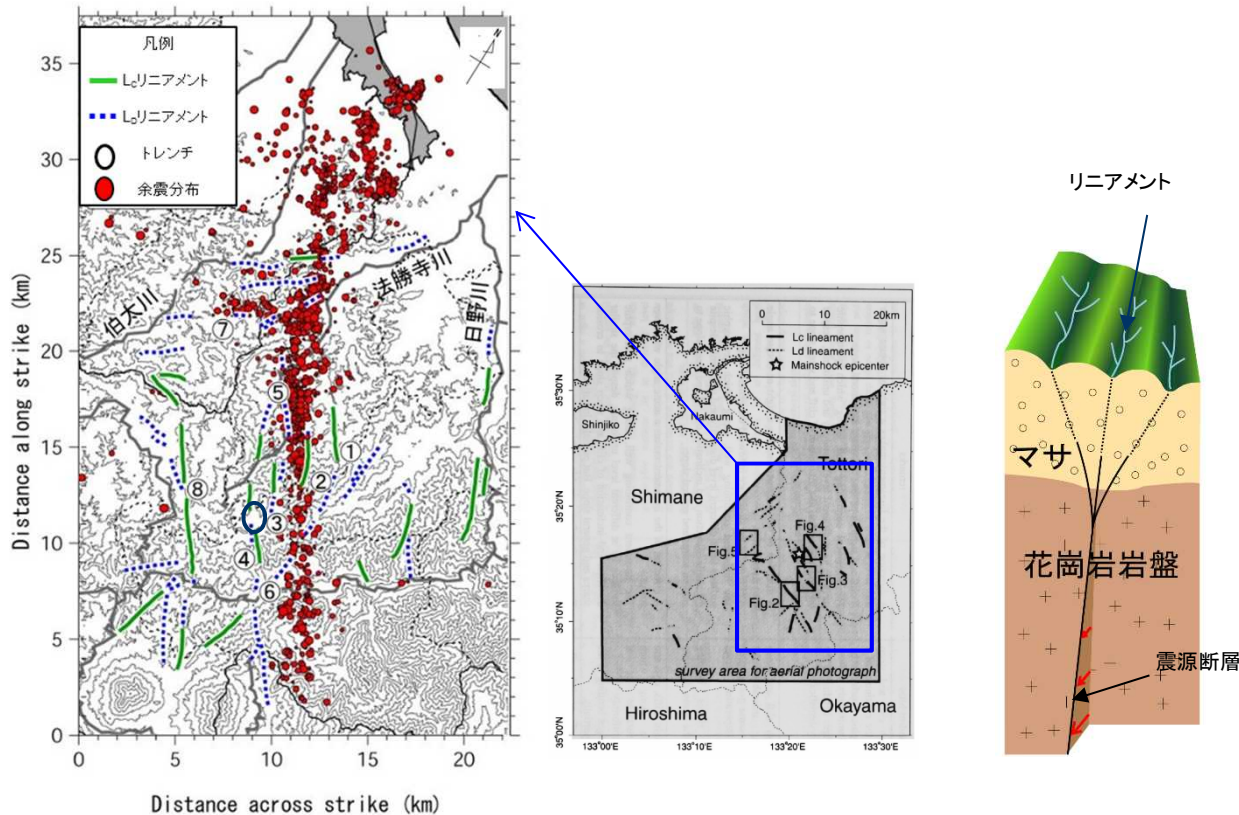 凡例
LCリニアメント
LDリニアメント
トレンチ
余震分布
N
35
30
25
20
15
10
5
0
Distance along strike (km)
0
5
10
15
20
Distance across strike (km)
伯太川
法勝寺川
日野川
⑦
⑤
①
②
⑧
③
④
⑥
0
10
20km
Lc lineament
Ld lineament
Mainshock epicenter
35°30'N
35°20'N
35°10'N
35°00'N
133°00'E
133°10'E
133°20'E
133°30'E
Shinjiko
Nakaumi
Tottori
Shimane
Fig.4
Fig.5
Fig.3
Fig.2
survey area for aerial photograph
Hiroshima
Okayama
リニアメント
マサ
花崗岩岩盤
震源断層